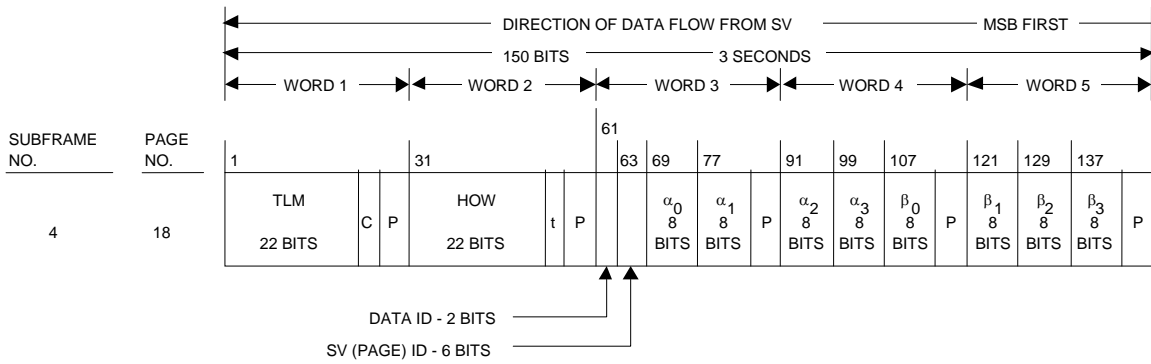 DIRECTION OF DATA FLOW FROM SV MSB FIRST
150 BITS 3 SECONDS
WORD 1 WORD 2 WORD 3 WORD 4 WORD 5
SUBFRAME NO. PAGE NO.
1 31 61 63 69 77 91 99 107 121 129 137
4 18
TLM 22 BITS
C
P
HOW 22 BITS
t
P
α0 8 BITS
α1 8 BITS
P
α2 8 BITS
α3 8 BITS
β0 8 BITS
P
β1 8 BITS
β2 8 BITS
β3 8 BITS
P
DATA ID - 2 BITS
SV (PAGE) ID - 6 BITS